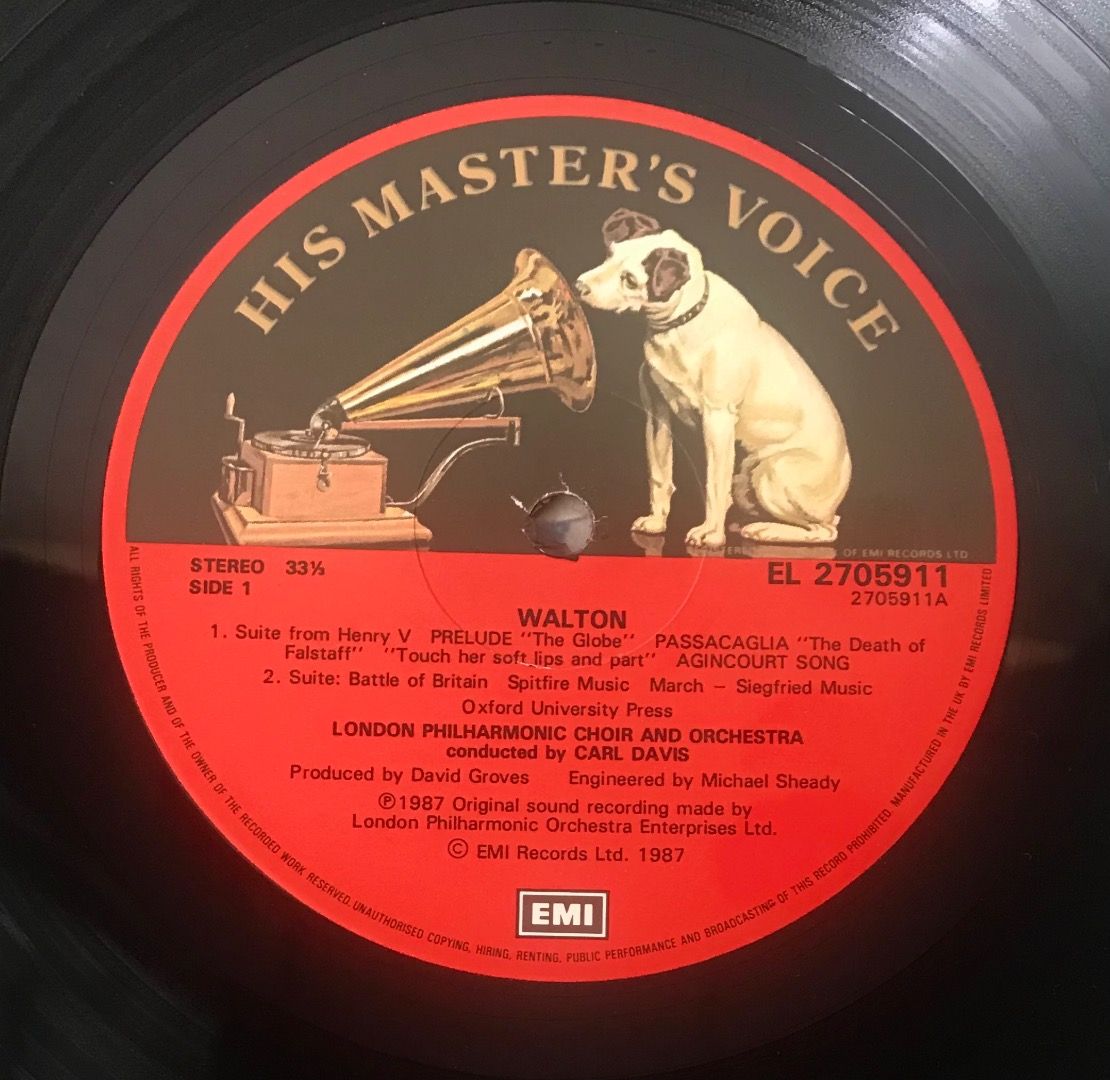 HIS MASTER'S VOICE
OF EMI RECORDS LTD
STEREO 33⅓
SIDE 1
EL 2705911
2705911A
WALTON
1. Suite from Henry V PRELUDE "The Globe" PASSACAGLIA "The Death of
Falstaff" "Touch her soft lips and part" AGINCOURT SONG
2. Suite: Battle of Britain Spitfire Music March – Siegfried Music
Oxford University Press
LONDON PHILHARMONIC CHOIR AND ORCHESTRA
conducted by CARL DAVIS
Produced by David Groves Engineered by Michael Sheady
Ⓟ1987 Original sound recording made by
London Philharmonic Orchestra Enterprises Ltd.
© EMI Records Ltd. 1987
EMI
ALL RIGHTS OF THE PRODUCER AND OF THE OWNER OF THE RECORDED WORK RESERVED. UNAUTHORISED COPYING, HIRING, RENTING, PUBLIC PERFORMANCE AND BROADCASTING OF THIS RECORD PROHIBITED. MANUFACTURED IN THE UK BY EMI RECORDS LIMITED